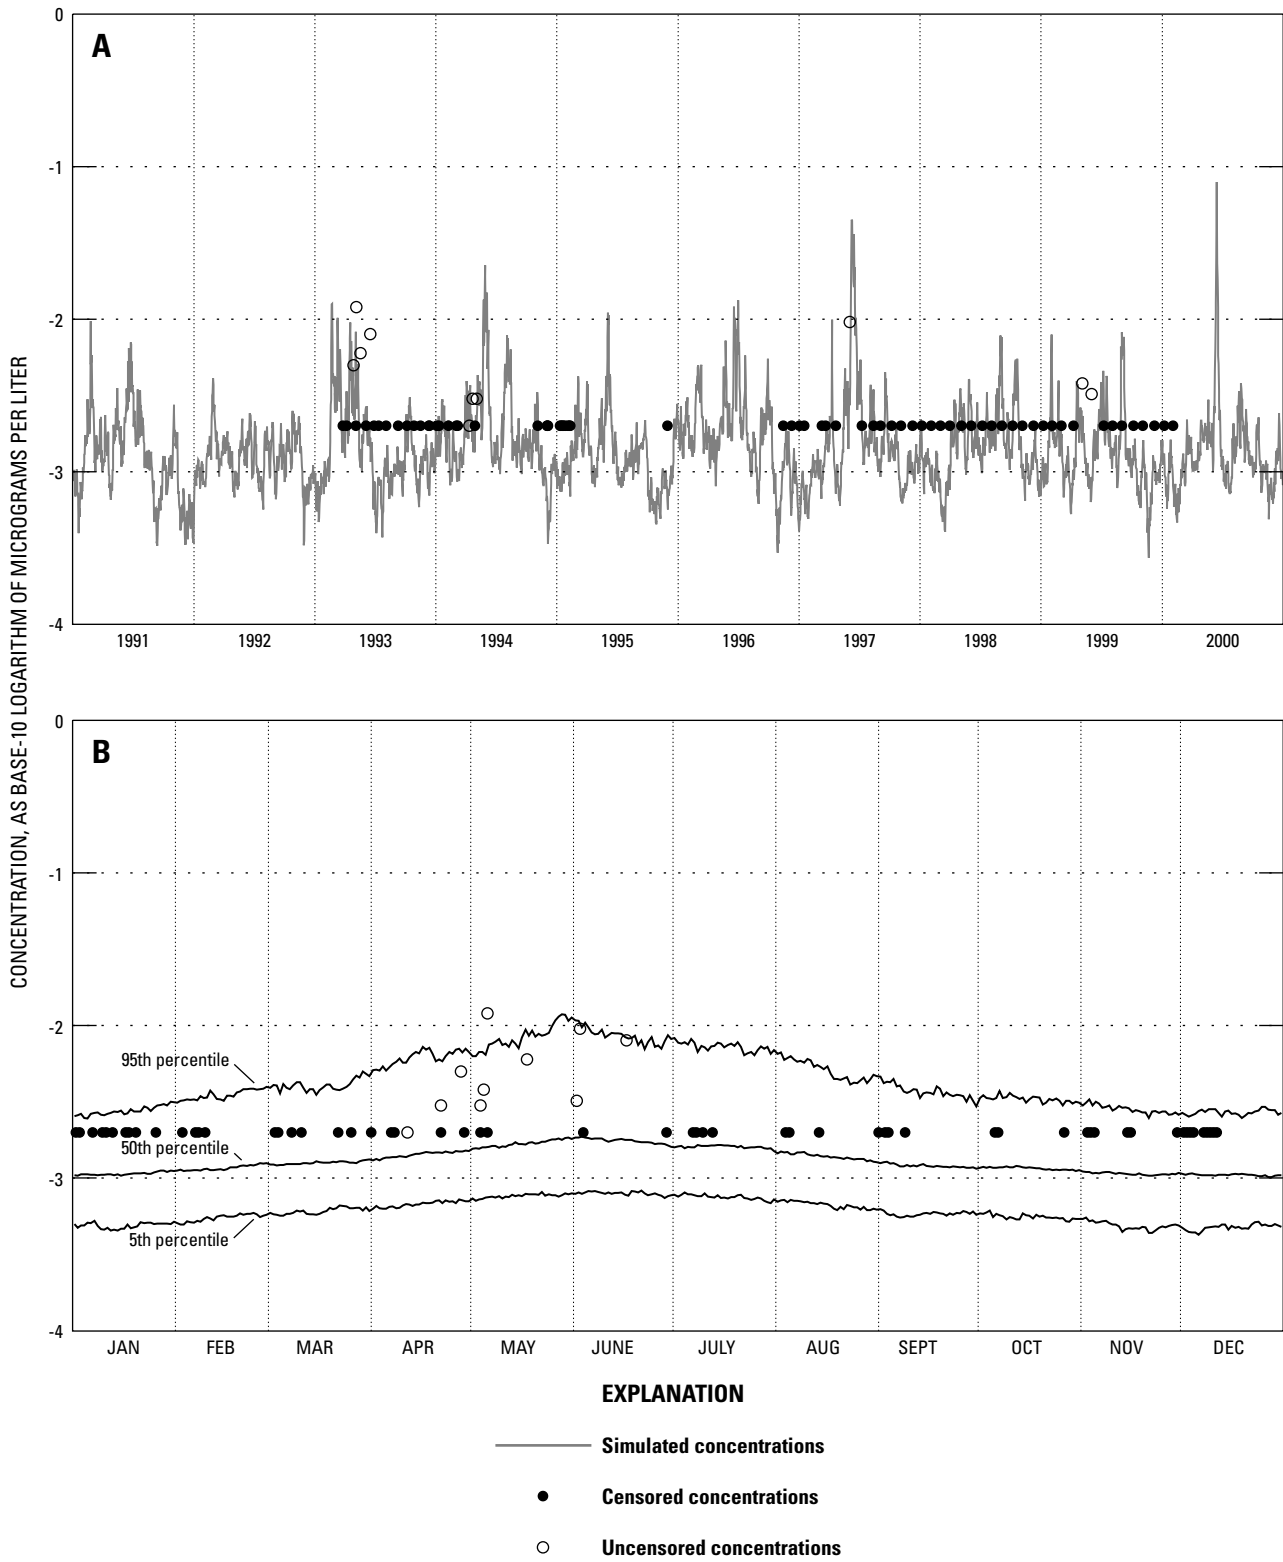 CONCENTRATION, AS BASE-10 LOGARITHM OF MICROGRAMS PER LITER
A
0
-1
-2
-3
-4
1991 1992 1993 1994 1995 1996 1997 1998 1999 2000
B
0
-1
-2
-3
-4
95th percentile
50th percentile
5th percentile
JAN FEB MAR APR MAY JUNE JULY AUG SEPT OCT NOV DEC
EXPLANATION
Simulated concentrations
Censored concentrations
Uncensored concentrations